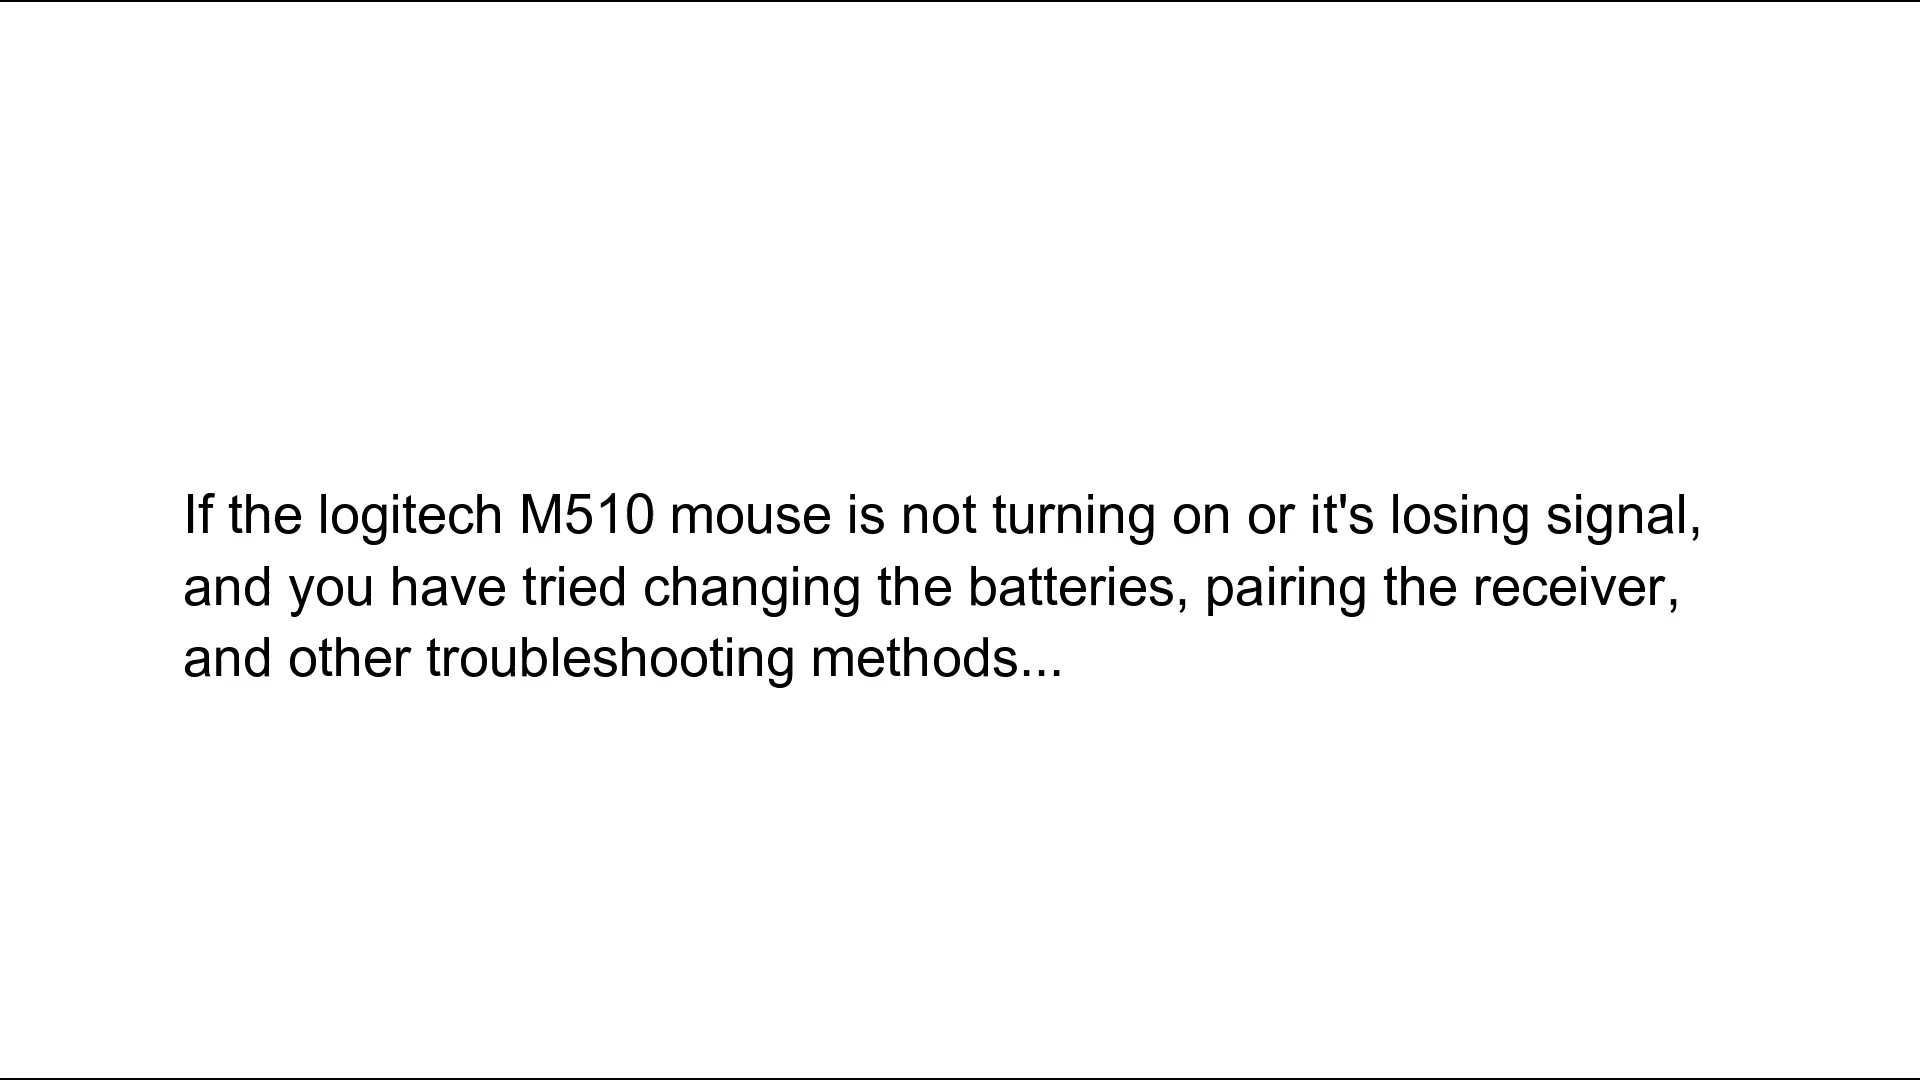 If the logitech M510 mouse is not turning on or it's losing signal,
and you have tried changing the batteries, pairing the receiver,
and other troubleshooting methods...